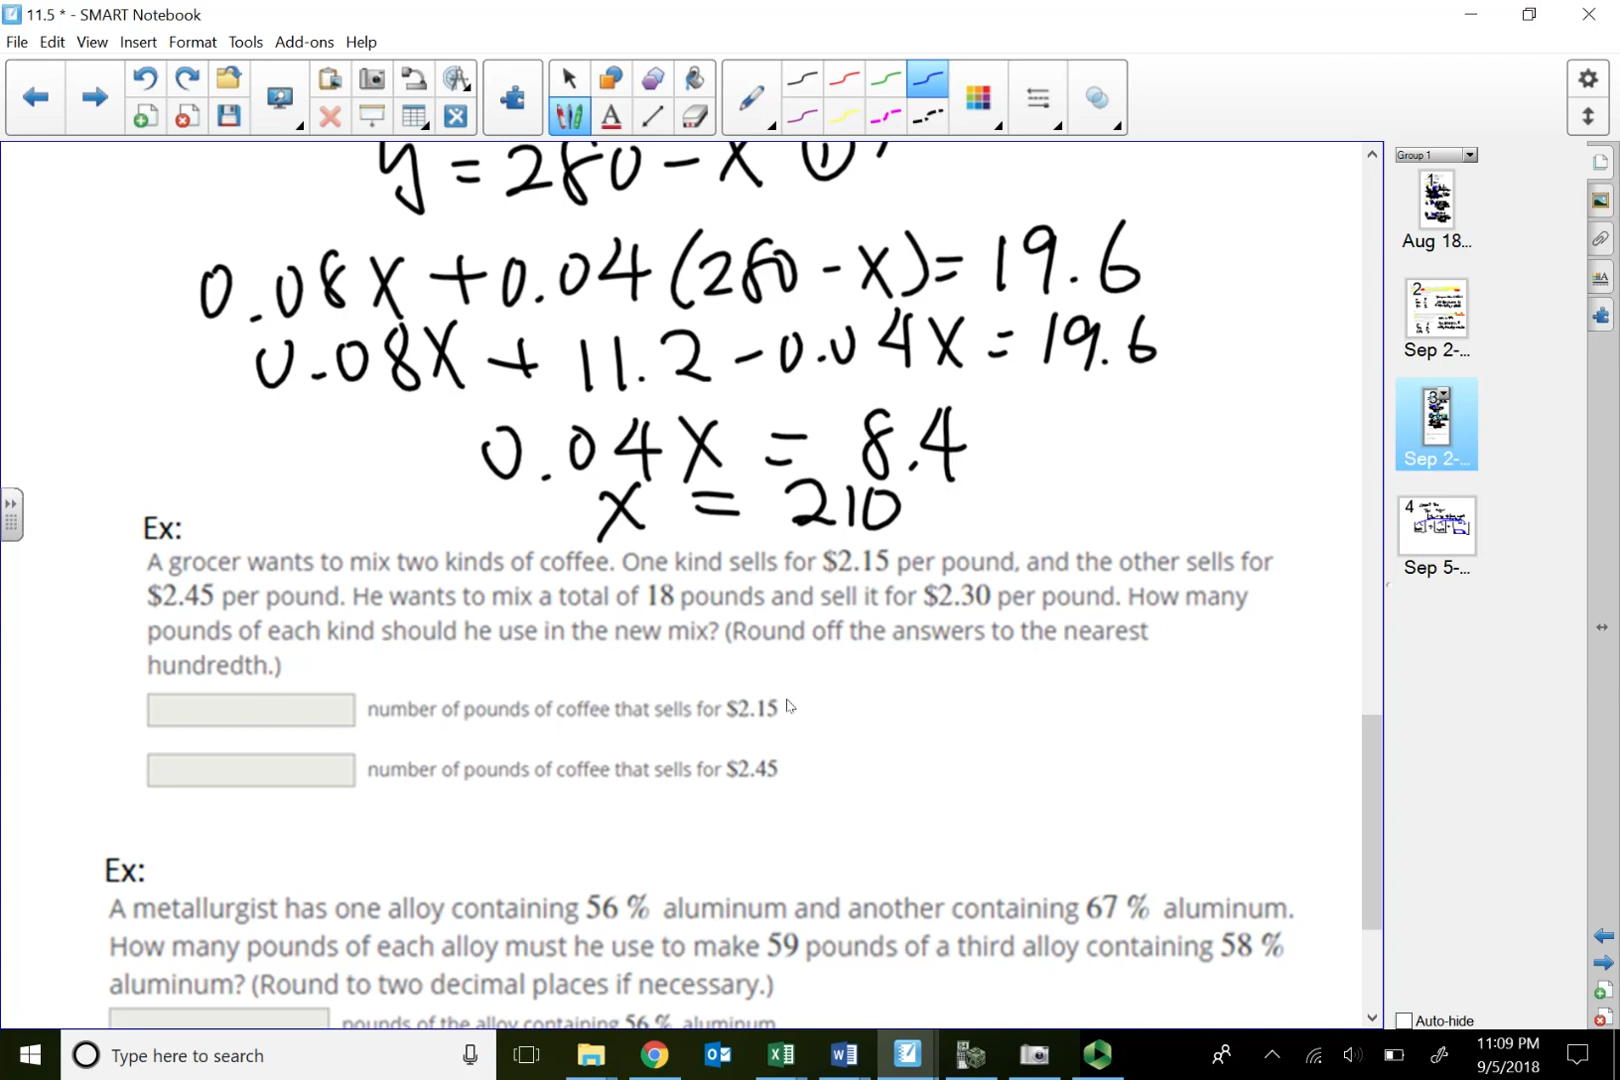 11.5 * - SMART Notebook
File Edit View Insert Format Tools Add-ons Help
y = 280 - x ①
0.08x + 0.04(280 - x) = 19.6
0.08x + 11.2 - 0.04x = 19.6
0.04x = 8.4
x = 210
Ex:
A grocer wants to mix two kinds of coffee. One kind sells for $2.15 per pound, and the other sells for
$2.45 per pound. He wants to mix a total of 18 pounds and sell it for $2.30 per pound. How many
pounds of each kind should he use in the new mix? (Round off the answers to the nearest
hundredth.)
number of pounds of coffee that sells for $2.15
number of pounds of coffee that sells for $2.45
Ex:
A metallurgist has one alloy containing 56 % aluminum and another containing 67 % aluminum.
How many pounds of each alloy must he use to make 59 pounds of a third alloy containing 58 %
aluminum? (Round to two decimal places if necessary.)
pounds of the alloy containing 56 % aluminum
Group 1
1
Aug 18...
2
Sep 2-...
3
Sep 2-...
4
Sep 5-...
Auto-hide
Type here to search
11:09 PM
9/5/2018